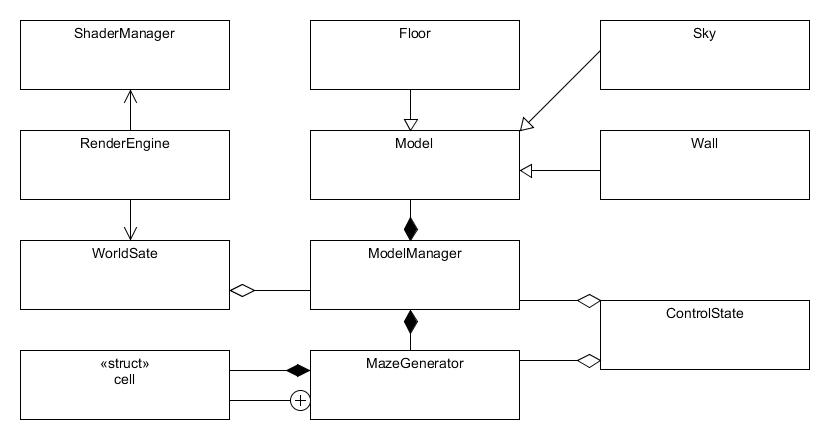 ShaderManager
Floor
Sky
RenderEngine
Model
Wall
WorldSate
ModelManager
ControlState
«struct»
cell
MazeGenerator